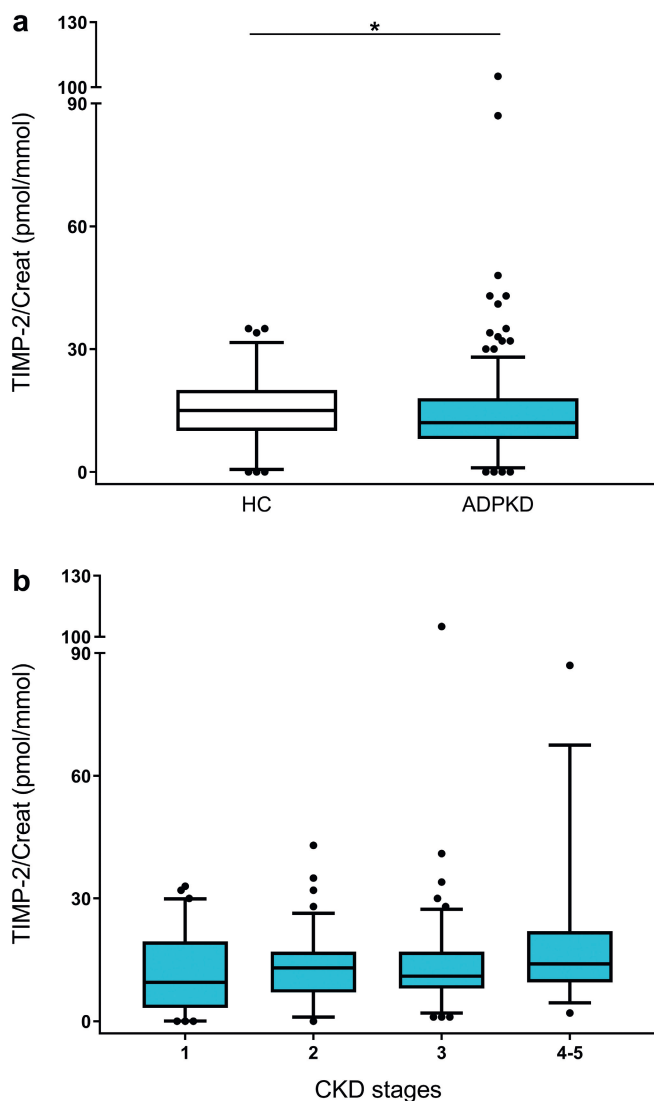 a
TIMP-2/Creat (pmol/mmol)
130
100
90
60
30
0
*
HC ADPKD
b
TIMP-2/Creat (pmol/mmol)
130
100
90
60
30
0
1 2 3 4-5
CKD stages